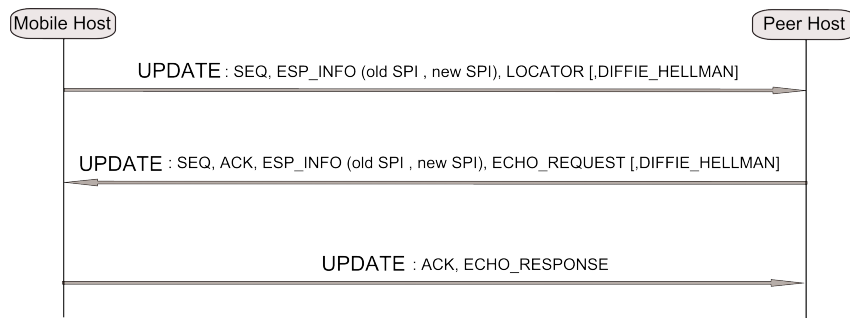 Mobile Host
Peer Host
UPDATE : SEQ, ESP_INFO (old SPI , new SPI), LOCATOR [,DIFFIE_HELLMAN]
UPDATE : SEQ, ACK, ESP_INFO (old SPI , new SPI), ECHO_REQUEST [,DIFFIE_HELLMAN]
UPDATE : ACK, ECHO_RESPONSE